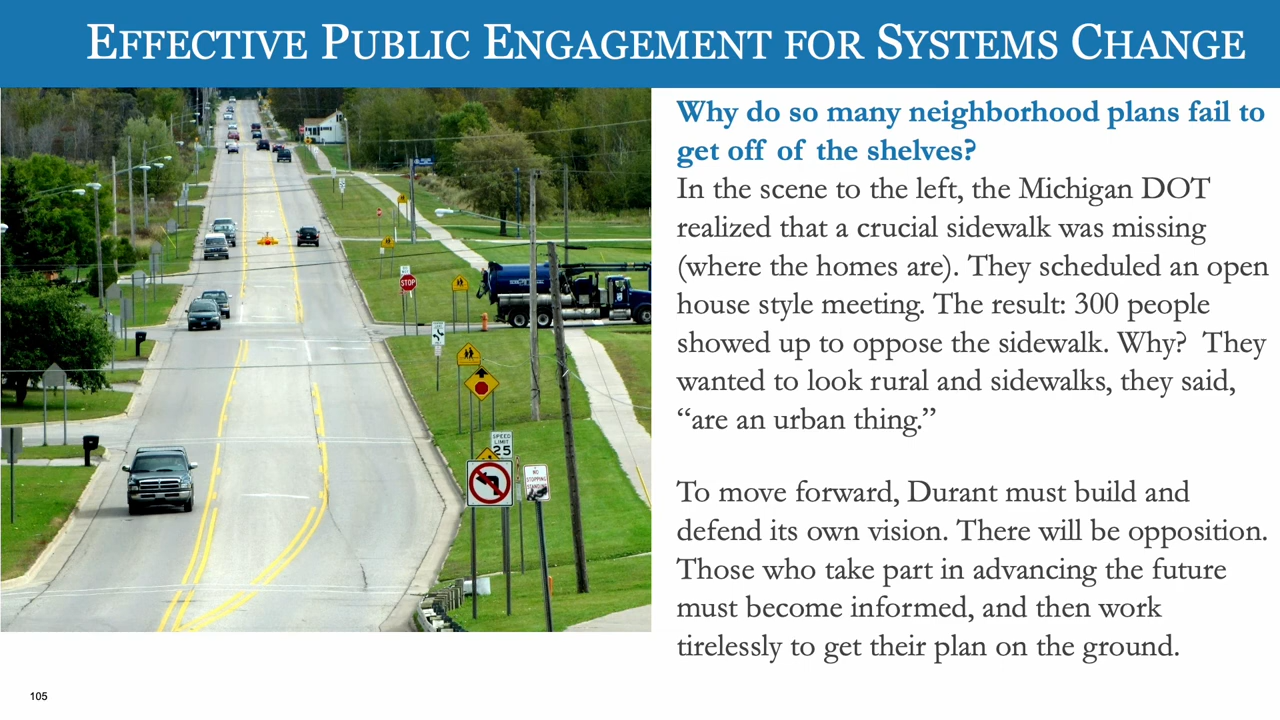 EFFECTIVE PUBLIC ENGAGEMENT FOR SYSTEMS CHANGE
Why do so many neighborhood plans fail to
get off of the shelves?
In the scene to the left, the Michigan DOT
realized that a crucial sidewalk was missing
(where the homes are). They scheduled an open
house style meeting. The result: 300 people
showed up to oppose the sidewalk. Why? They
wanted to look rural and sidewalks, they said,
“are an urban thing.”
To move forward, Durant must build and
defend its own vision. There will be opposition.
Those who take part in advancing the future
must become informed, and then work
tirelessly to get their plan on the ground.
STOP
SPEED
LIMIT
25
NO
STOPPING
STANDING
105